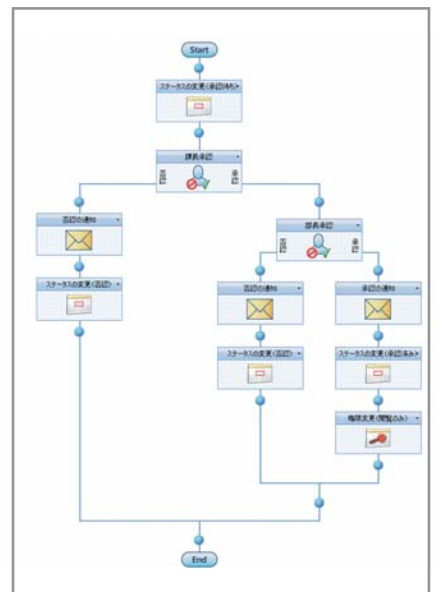 Start
ステータスの変更(承認待ち)
課長承認
否認
承認
否認の通知
ステータスの変更(否認)
部長承認
否認
承認
否認の通知
承認の通知
ステータスの変更(否認)
ステータスの変更(承認済み)
権限変更(閲覧のみ)
End